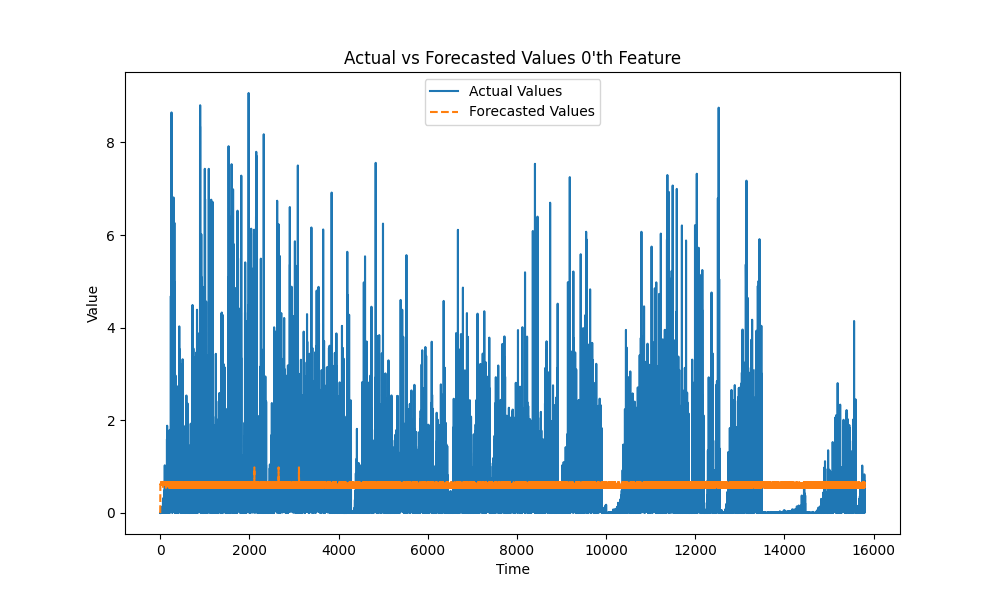 Actual vs Forecasted Values 0'th Feature
Actual Values
Forecasted Values
Value
8
6
4
2
0
0 2000 4000 6000 8000 10000 12000 14000 16000
Time